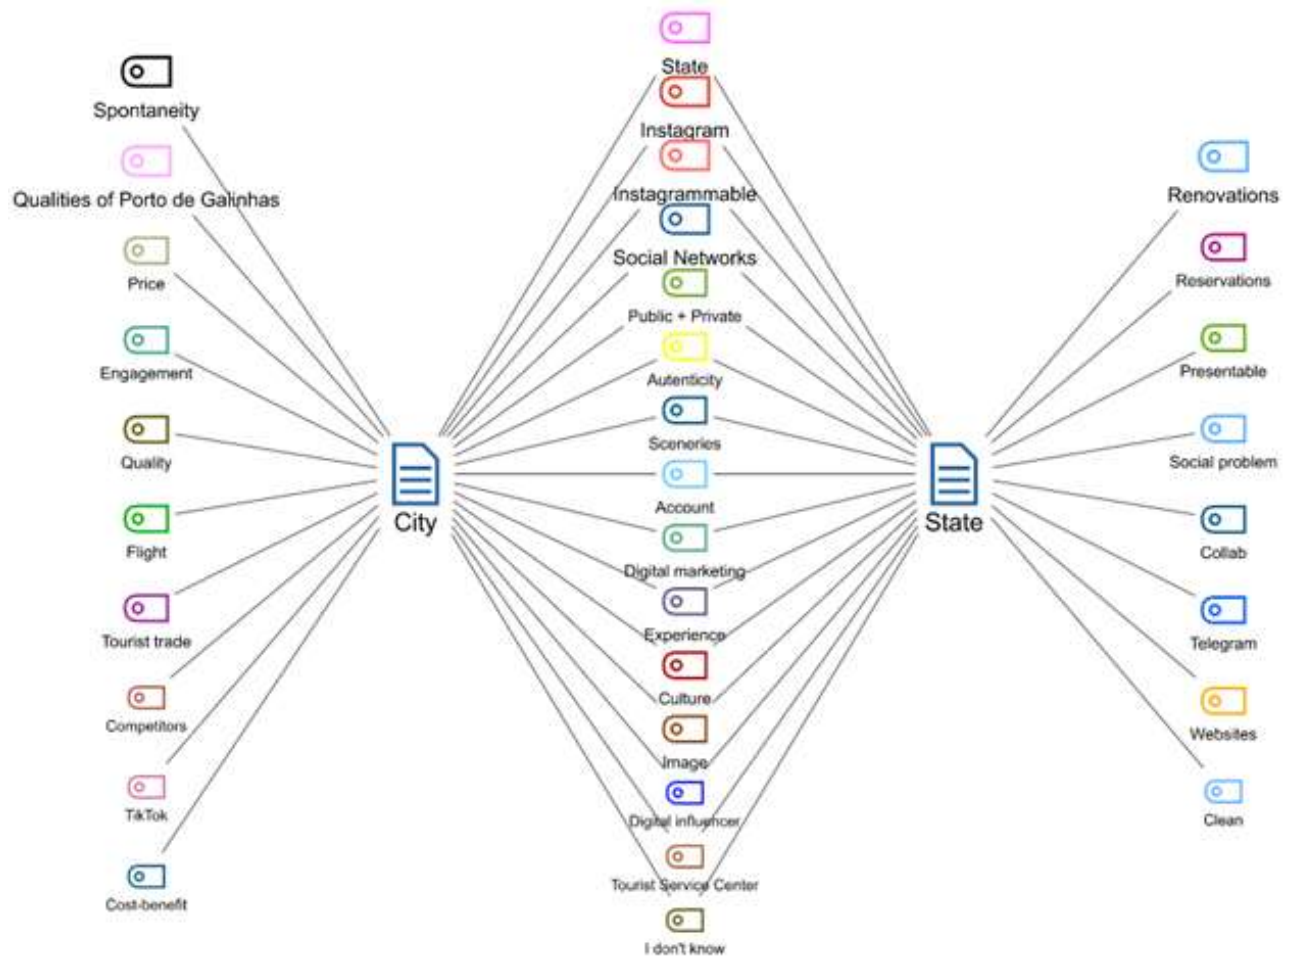 Spontaneity
Qualities of Porto de Galinhas
Price
Engagement
Quality
Flight
Tourist trade
Competitors
TikTok
Cost-benefit
City
State
Instagram
Instagrammable
Social Networks
Public + Private
Autenticity
Sceneries
Account
Digital marketing
Experience
Culture
Image
Digital influencer
Tourist Service Center
I don't know
State
Renovations
Reservations
Presentable
Social problem
Collab
Telegram
Websites
Clean